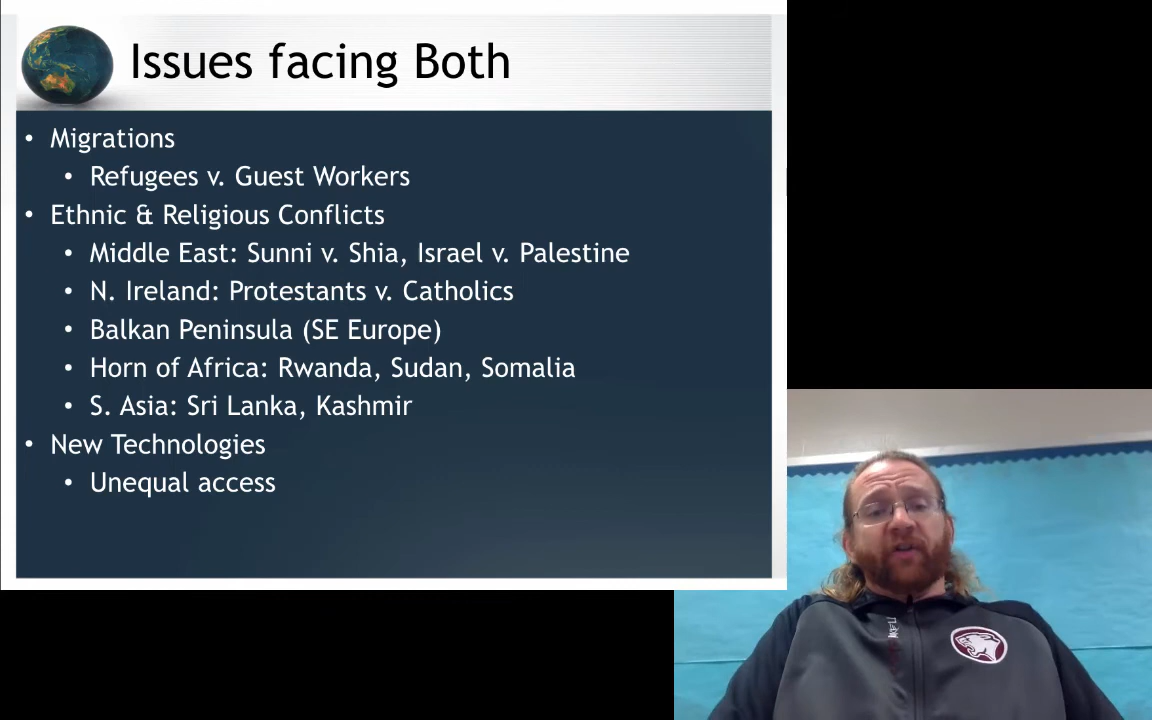 Issues facing Both
• Migrations
• Refugees v. Guest Workers
• Ethnic & Religious Conflicts
• Middle East: Sunni v. Shia, Israel v. Palestine
• N. Ireland: Protestants v. Catholics
• Balkan Peninsula (SE Europe)
• Horn of Africa: Rwanda, Sudan, Somalia
• S. Asia: Sri Lanka, Kashmir
• New Technologies
• Unequal access